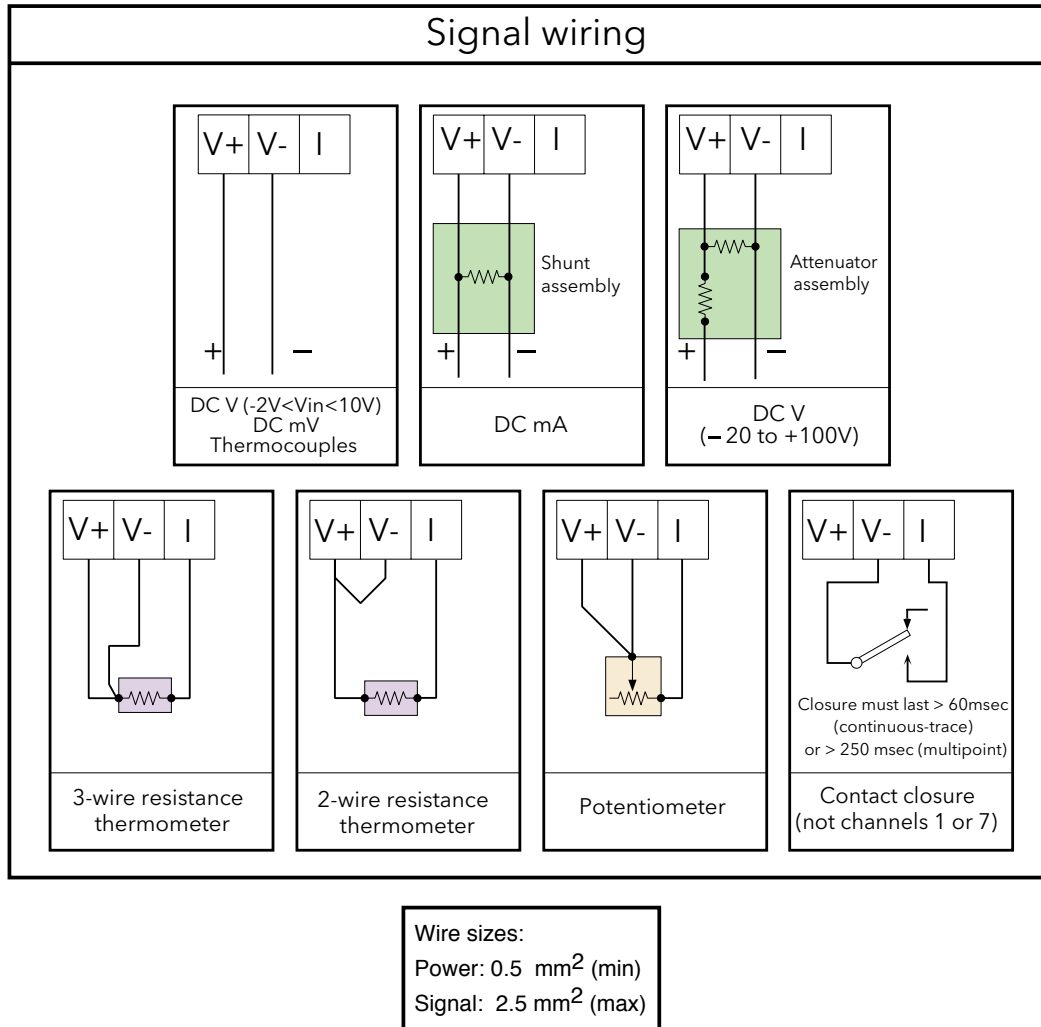 Signal wiring
V+ V- I
V+ V- I
V+ V- I
Shunt
assembly
Attenuator
assembly
+ −
+ −
+ −
DC V (-2V<Vin<10V)
DC mV
Thermocouples
DC mA
DC V
(− 20 to +100V)
V+ V- I
V+ V- I
V+ V- I
V+ V- I
Closure must last > 60msec
(continuous-trace)
or > 250 msec (multipoint)
3-wire resistance
thermometer
2-wire resistance
thermometer
Potentiometer
Contact closure
(not channels 1 or 7)
Wire sizes:
Power: 0.5 mm² (min)
Signal: 2.5 mm² (max)